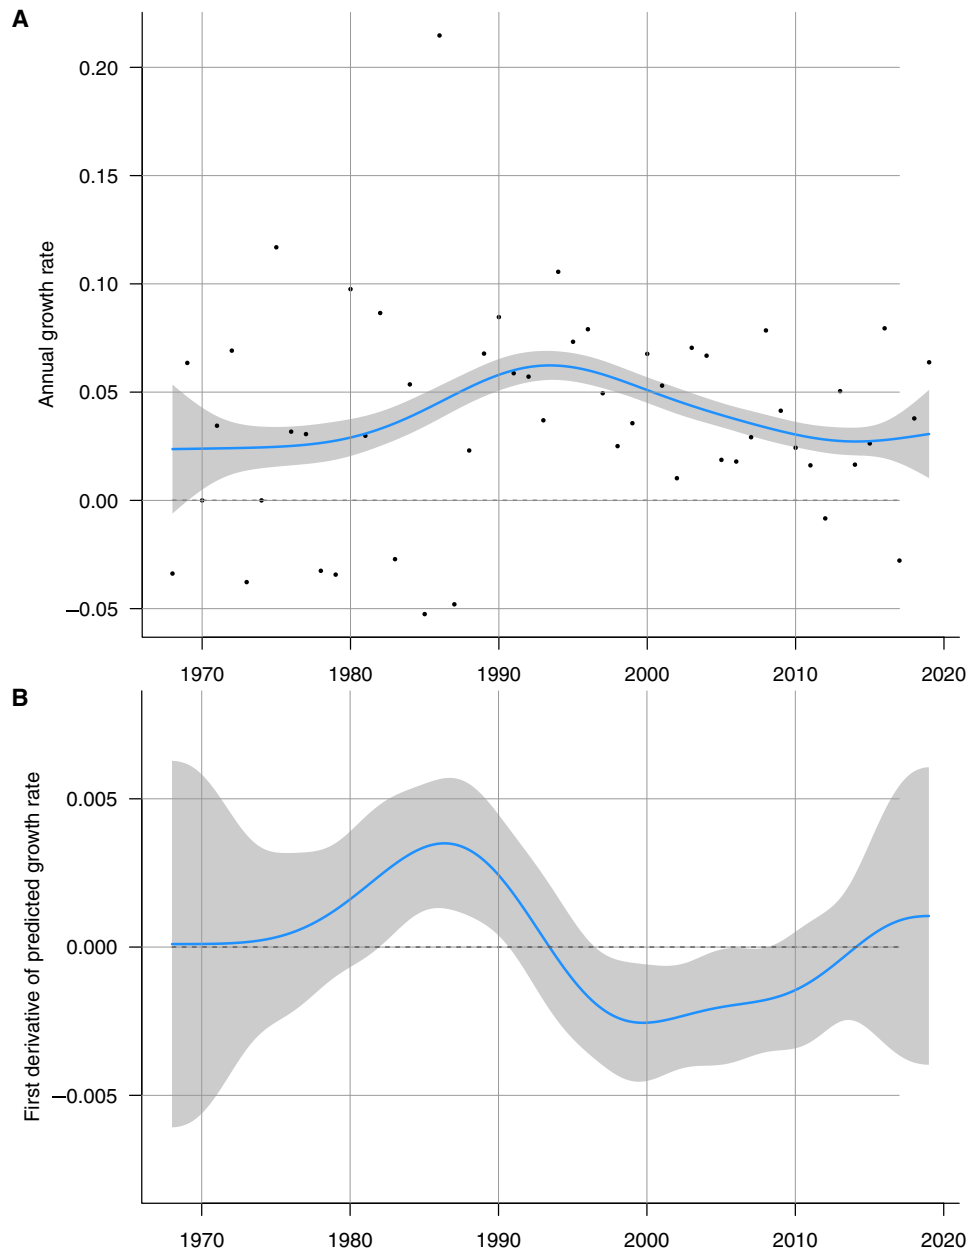 A
0.20
0.15
0.10
0.05
0.00
−0.05
Annual growth rate
1970 1980 1990 2000 2010 2020
B
0.005
0.000
−0.005
First derivative of predicted growth rate
1970 1980 1990 2000 2010 2020